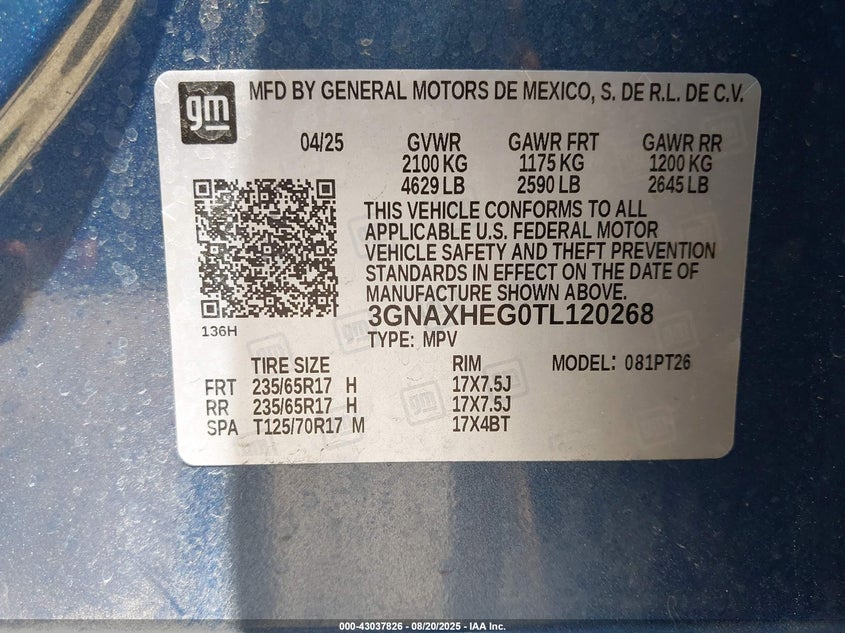 gm MFD BY GENERAL MOTORS DE MEXICO, S. DE R.L. DE C.V.
04/25 GVWR GAWR FRT GAWR RR
2100 KG 1175 KG 1200 KG
4629 LB 2590 LB 2645 LB
THIS VEHICLE CONFORMS TO ALL
APPLICABLE U.S. FEDERAL MOTOR
VEHICLE SAFETY AND THEFT PREVENTION
STANDARDS IN EFFECT ON THE DATE OF
MANUFACTURE SHOWN ABOVE.
136H
3GNAXHEG0TL120268
TYPE: MPV
TIRE SIZE RIM MODEL: 081PT26
FRT 235/65R17 H 17X7.5J
RR 235/65R17 H 17X7.5J
SPA T125/70R17 M 17X4BT
000-43037826 - 08/20/2025 - IAA Inc.